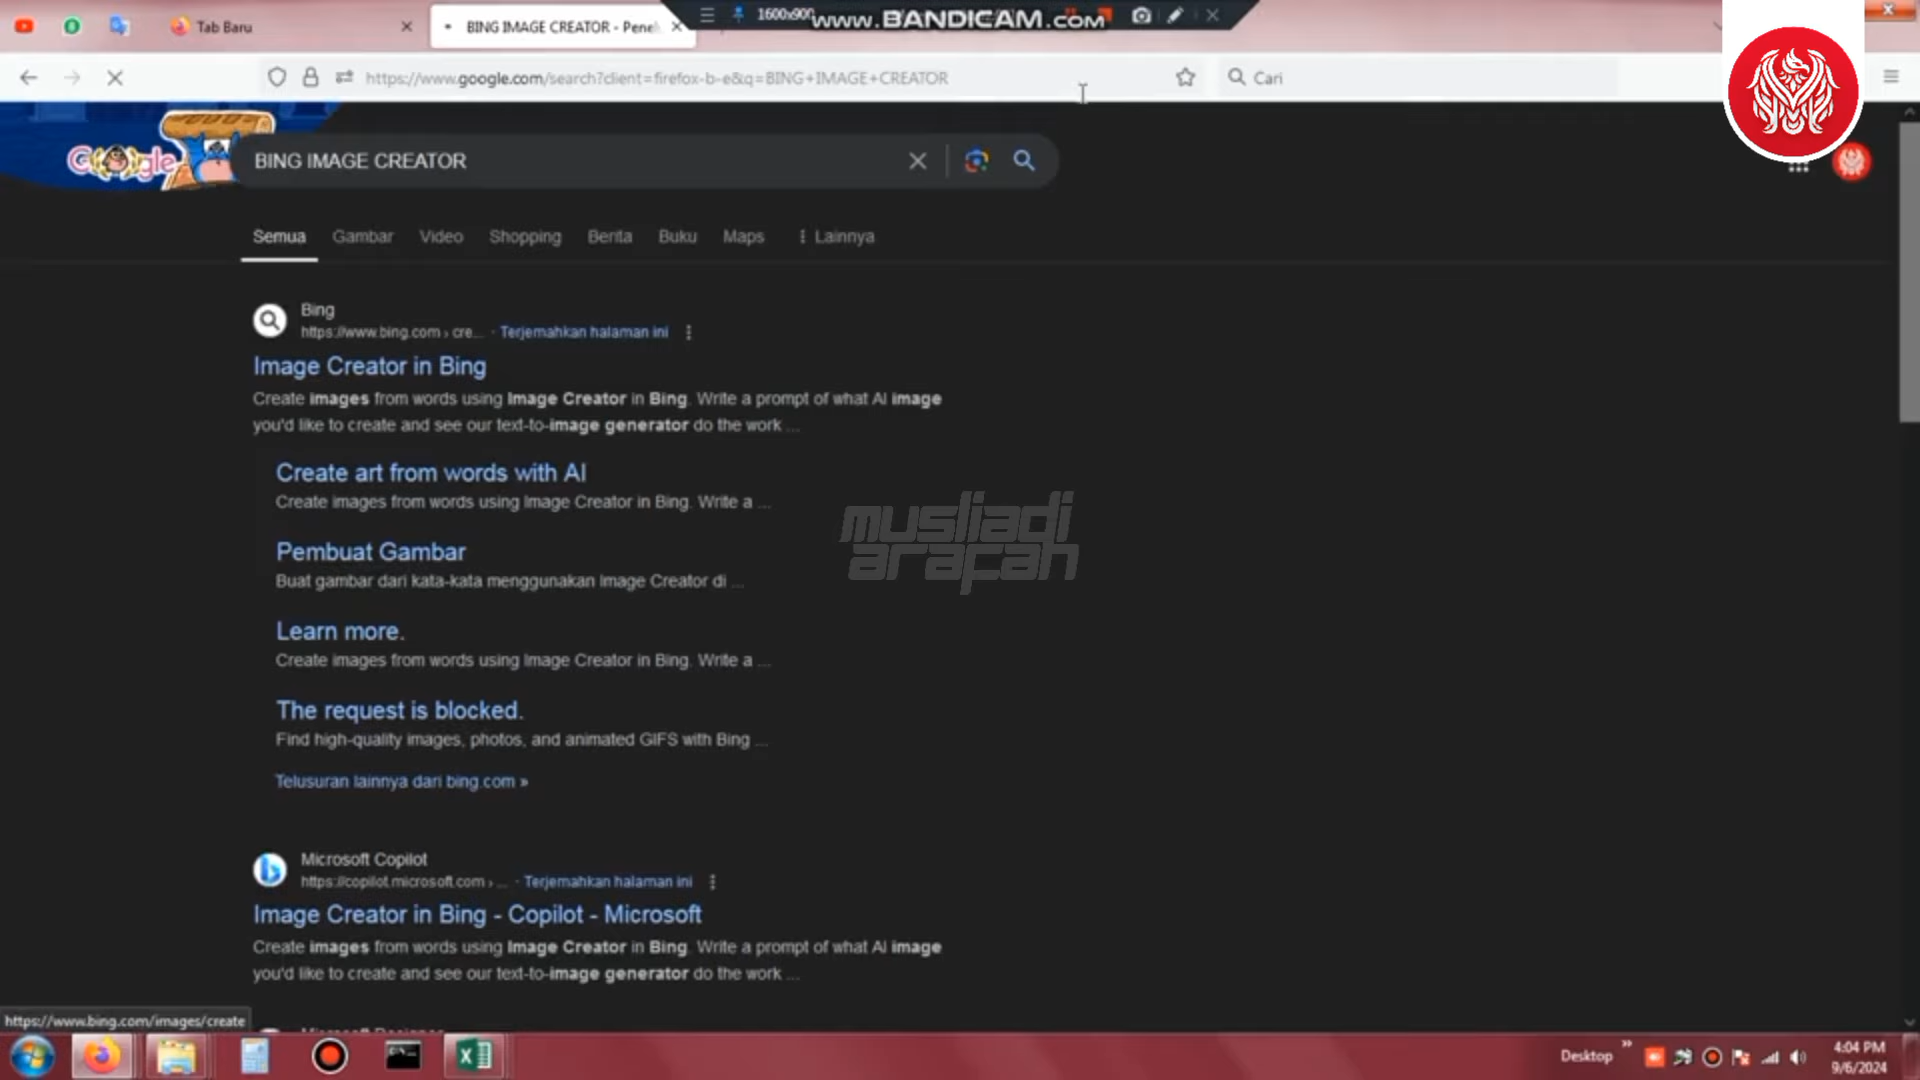 1600x900
www.BANDICAM.com
Tab Baru
BING IMAGE CREATOR - Penel
https://www.google.com/search?client=firefox-b-e&q=BING+IMAGE+CREATOR
Cari
Google
BING IMAGE CREATOR
Semua Gambar Video Shopping Berita Buku Maps Lainnya
Bing
https://www.bing.com › cre... · Terjemahkan halaman ini
Image Creator in Bing
Create images from words using Image Creator in Bing. Write a prompt of what AI image
you'd like to create and see our text-to-image generator do the work ...
Create art from words with AI
Create images from words using Image Creator in Bing. Write a ...
musliadi
arafah
Pembuat Gambar
Buat gambar dari kata-kata menggunakan Image Creator di ...
Learn more.
Create images from words using Image Creator in Bing. Write a ...
The request is blocked.
Find high-quality images, photos, and animated GIFS with Bing ...
Telusuran lainnya dari bing.com »
Microsoft Copilot
https://copilot.microsoft.com › ... · Terjemahkan halaman ini
Image Creator in Bing - Copilot - Microsoft
Create images from words using Image Creator in Bing. Write a prompt of what AI image
you'd like to create and see our text-to-image generator do the work ...
https://www.bing.com/images/create
Desktop »
4:04 PM
9/6/2024